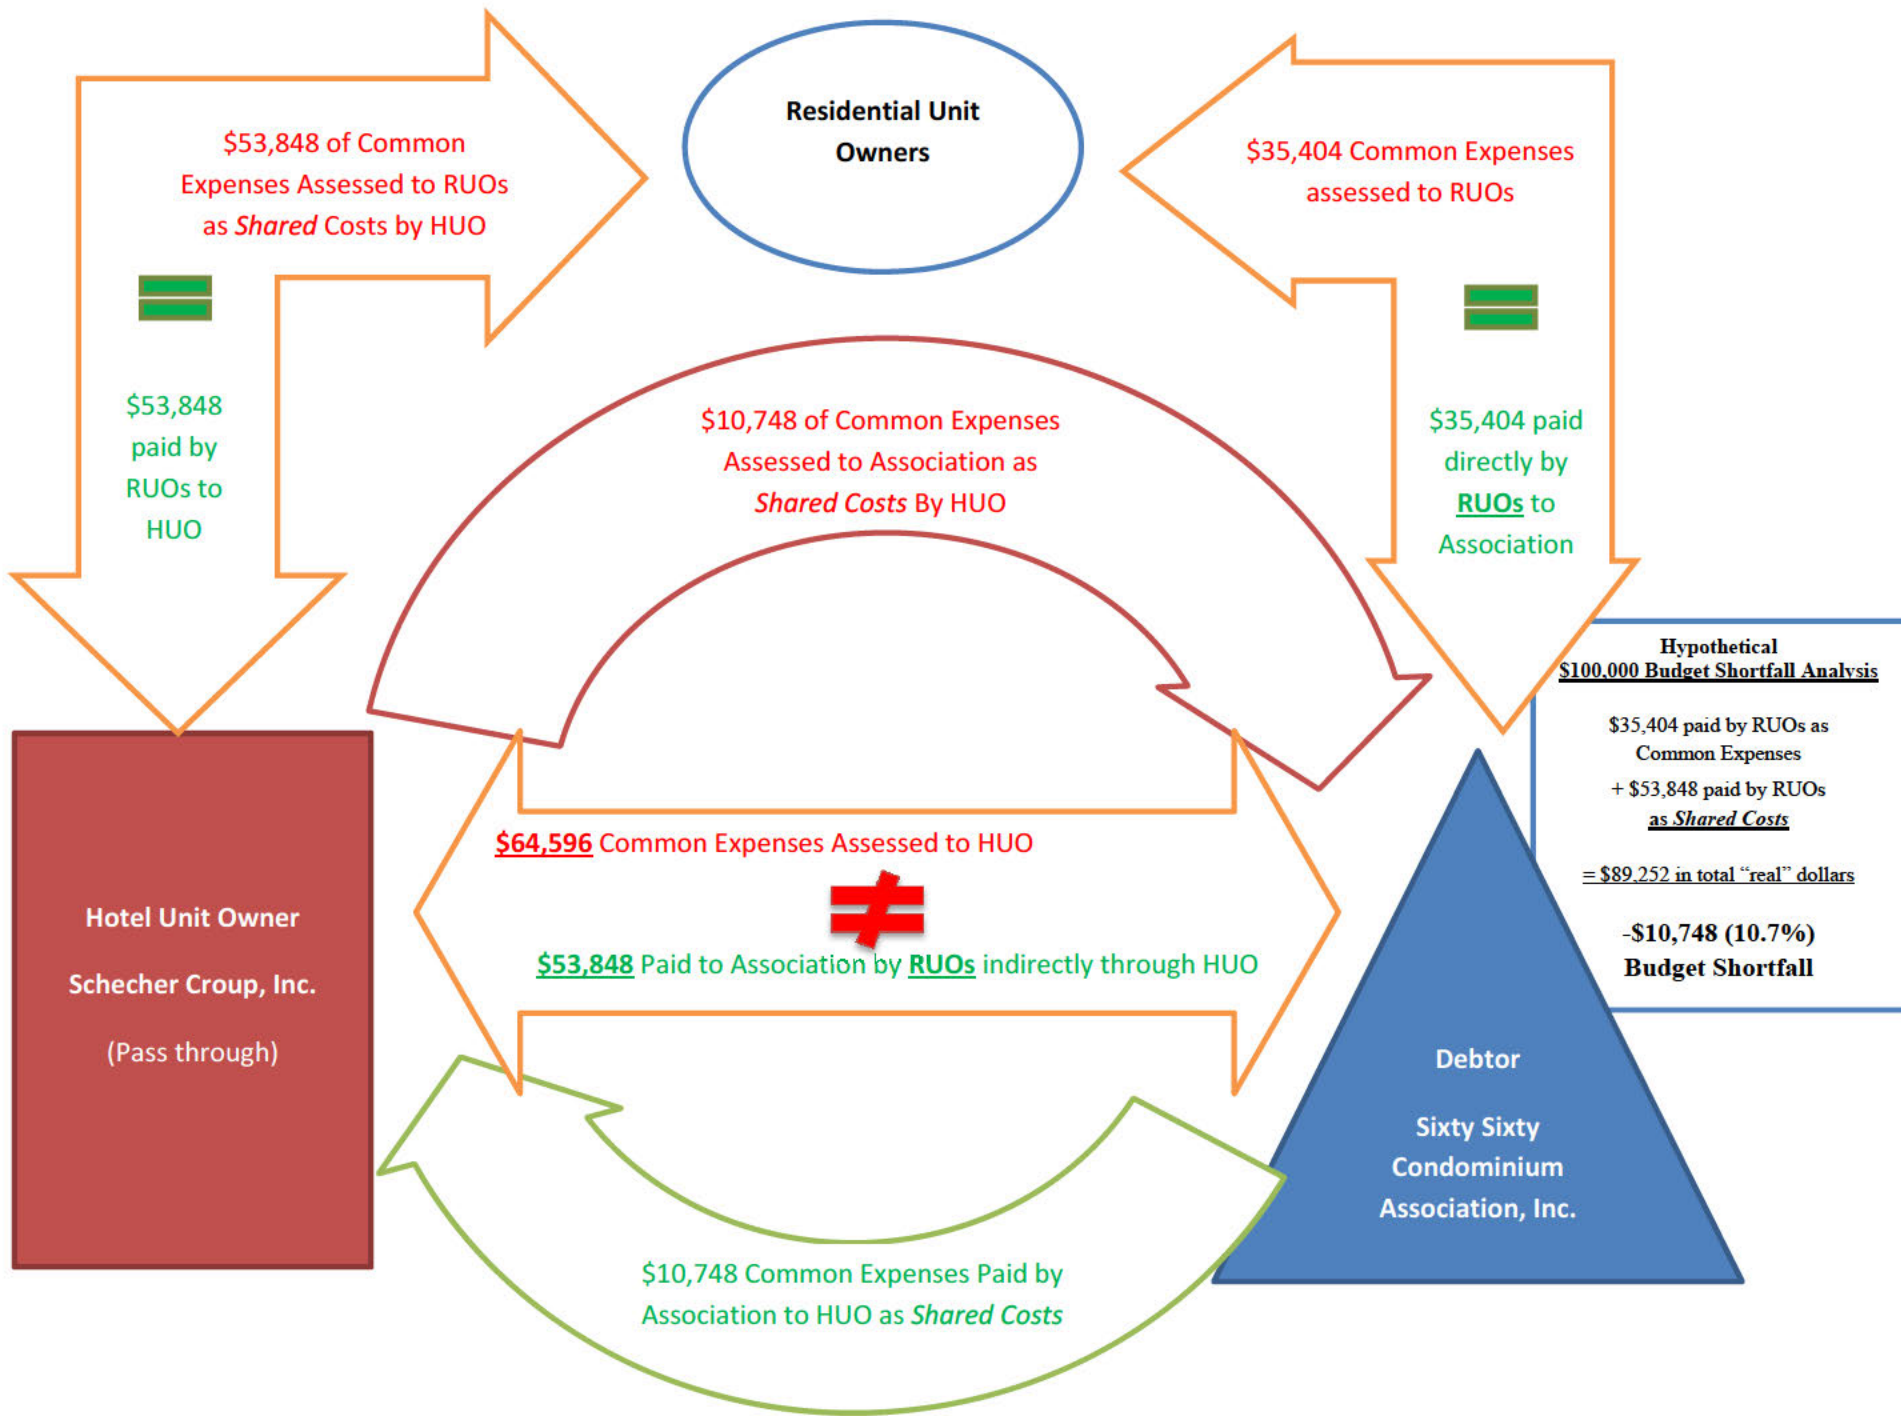 Residential Unit
Owners
$53,848 of Common
Expenses Assessed to RUOs
as Shared Costs by HUO
$35,404 Common Expenses
assessed to RUOs
$53,848
paid by
RUOs to
HUO
$10,748 of Common Expenses
Assessed to Association as
Shared Costs By HUO
$35,404 paid
directly by
RUOs to
Association
Hypothetical
$100,000 Budget Shortfall Analysis
$35,404 paid by RUOs as
Common Expenses
+ $53,848 paid by RUOs
as Shared Costs
= $89,252 in total “real” dollars
-$10,748 (10.7%)
Budget Shortfall
$64,596 Common Expenses Assessed to HUO
≠
$53,848 Paid to Association by RUOs indirectly through HUO
Hotel Unit Owner
Schecher Croup, Inc.
(Pass through)
Debtor
Sixty Sixty
Condominium
Association, Inc.
$10,748 Common Expenses Paid by
Association to HUO as Shared Costs